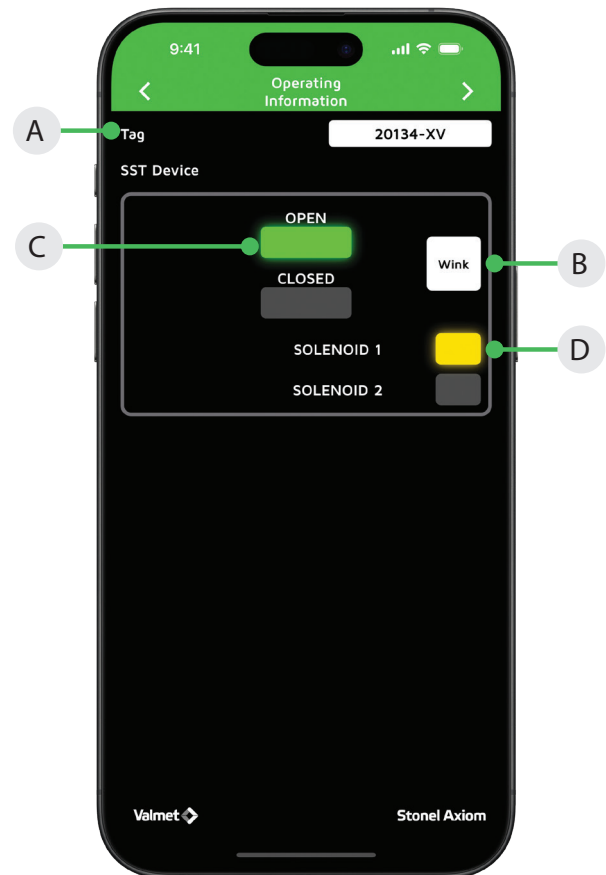 9:41
Operating
Information
A
Tag
20134-XV
SST Device
OPEN
C
Wink
B
CLOSED
SOLENOID 1
D
SOLENOID 2
Valmet
Stonel Axiom